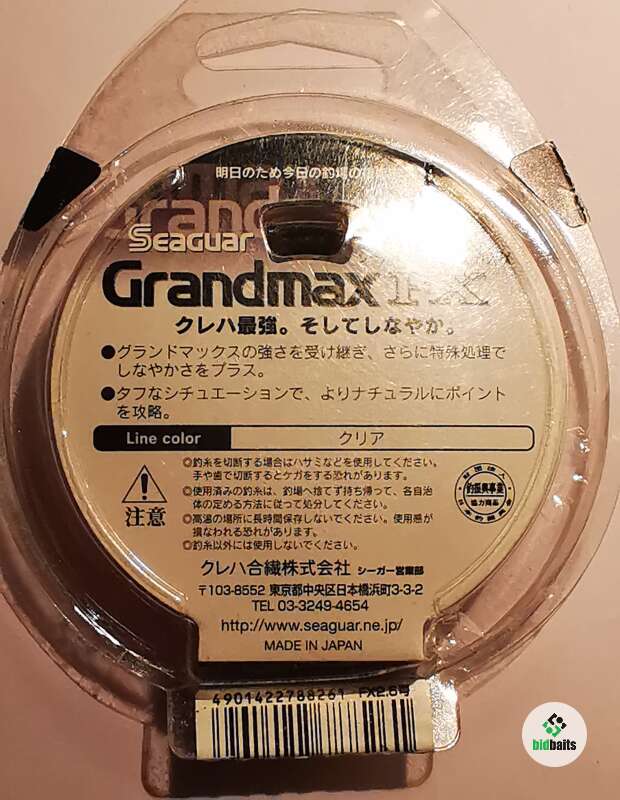 明日のため今日の釣場の
rand
SEAGUAR
Grandmax FX
クレハ最強。そしてしなやか。
●グランドマックスの強さを受け継ぎ、さらに特殊処理で
しなやかさをプラス。
●タフなシチュエーションで、よりナチュラルにポイント
を攻略。
Line color クリア
◎釣糸を切断する場合はハサミなどを使用してください。
手や歯で切断するとケガをする恐れがあります。
◎使用済みの釣糸は、釣場へ捨てず持ち帰って、各自治
体の定める方法に従って処分してください。
◎高温の場所に長時間保存しないでください。使用感が
損なわれる恐れがあります。
◎釣糸以外には使用しないでください。
注意
釣振興事業
協力商品
クレハ合繊株式会社 シーガー営業部
〒103-8552 東京都中央区日本橋浜町3-3-2
TEL 03-3249-4654
http://www.seaguar.ne.jp/
MADE IN JAPAN
4901422788261 FX2.5号
bidbaits